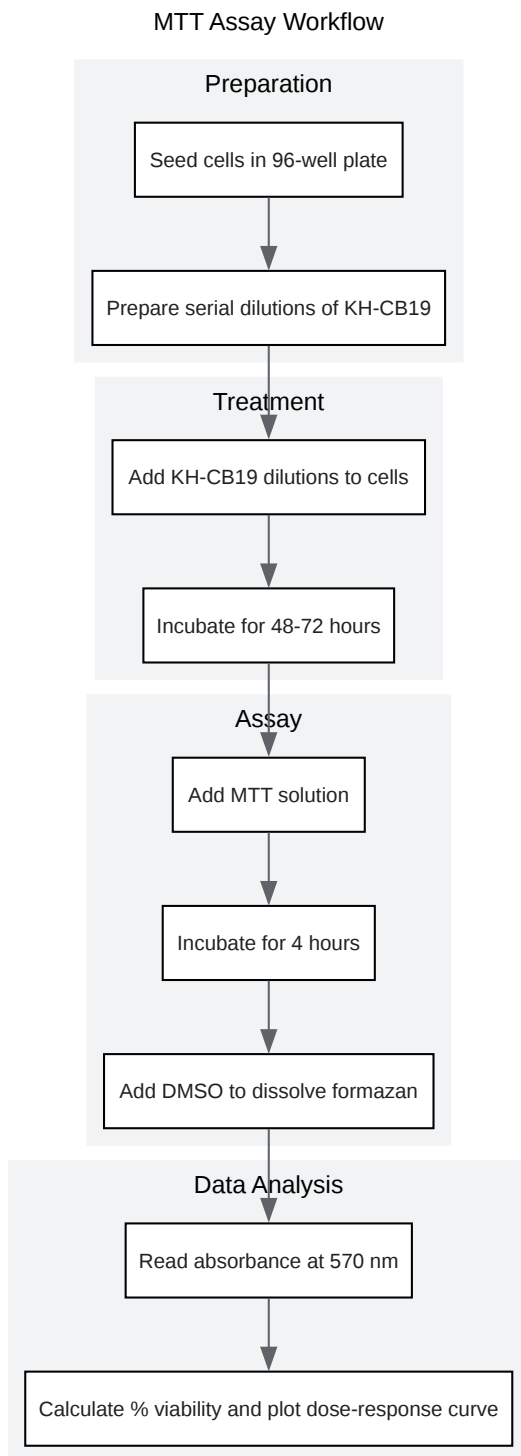 MTT Assay Workflow
Preparation
Seed cells in 96-well plate
Prepare serial dilutions of KH-CB19
Treatment
Add KH-CB19 dilutions to cells
Incubate for 48-72 hours
Assay
Add MTT solution
Incubate for 4 hours
Add DMSO to dissolve formazan
Data Analysis
Read absorbance at 570 nm
Calculate % viability and plot dose-response curve